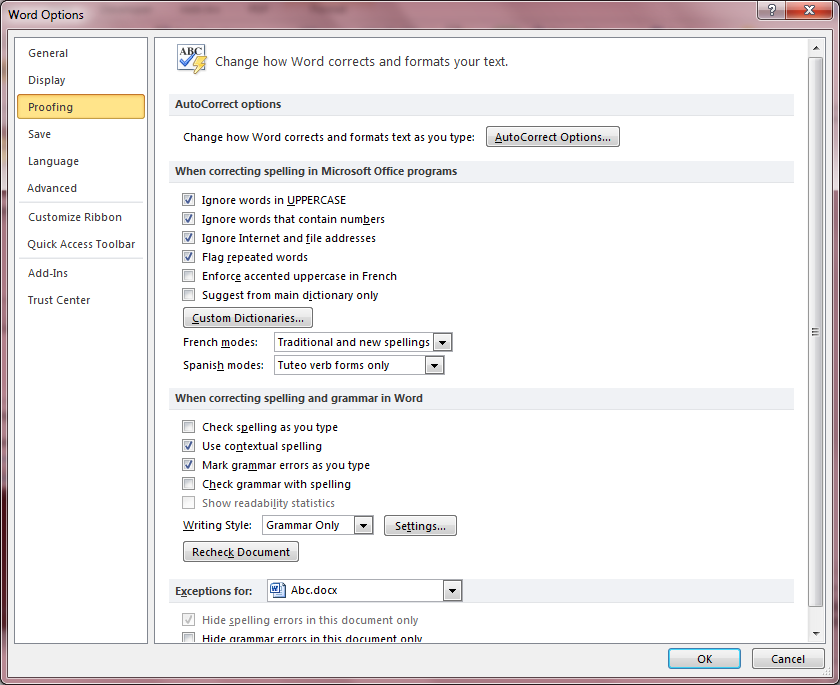 Word Options
General
Display
Proofing
Save
Language
Advanced
Customize Ribbon
Quick Access Toolbar
Add-Ins
Trust Center
ABC
Change how Word corrects and formats your text.
AutoCorrect options
Change how Word corrects and formats text as you type: AutoCorrect Options...
When correcting spelling in Microsoft Office programs
Ignore words in UPPERCASE
Ignore words that contain numbers
Ignore Internet and file addresses
Flag repeated words
Enforce accented uppercase in French
Suggest from main dictionary only
Custom Dictionaries...
French modes: Traditional and new spellings
Spanish modes: Tuteo verb forms only
When correcting spelling and grammar in Word
Check spelling as you type
Use contextual spelling
Mark grammar errors as you type
Check grammar with spelling
Show readability statistics
Writing Style: Grammar Only Settings...
Recheck Document
Exceptions for: Abc.docx
Hide spelling errors in this document only
Hide grammar errors in this document only
OK Cancel